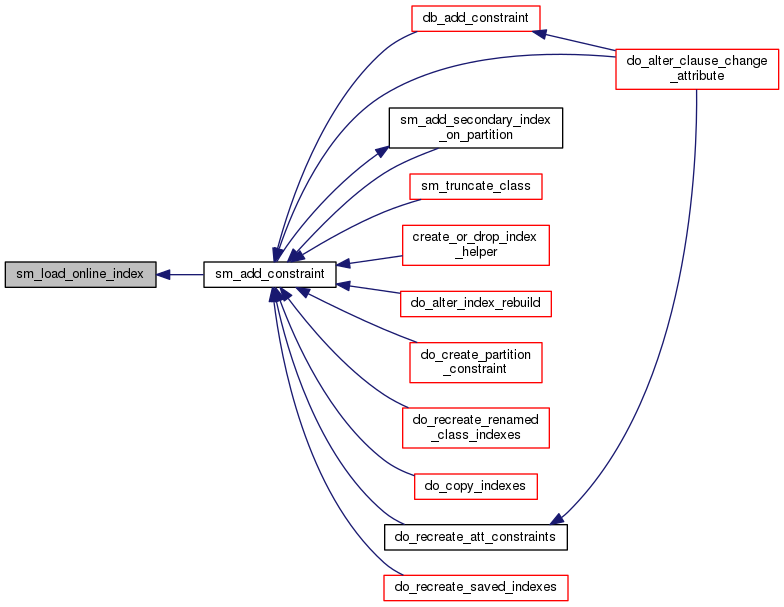 db_add_constraint
do_alter_clause_change
_attribute
sm_add_secondary_index
_on_partition
sm_truncate_class
create_or_drop_index
_helper
sm_load_online_index
sm_add_constraint
do_alter_index_rebuild
do_create_partition
_constraint
do_recreate_renamed
_class_indexes
do_copy_indexes
do_recreate_att_constraints
do_recreate_saved_indexes